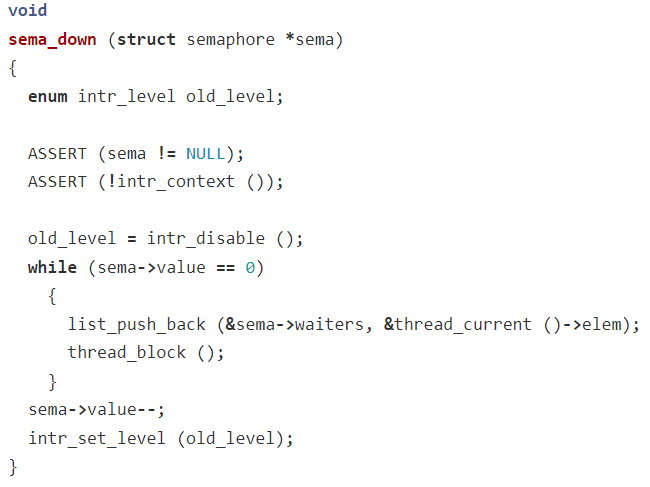 void
sema_down (struct semaphore *sema)
{
  enum intr_level old_level;

  ASSERT (sema != NULL);
  ASSERT (!intr_context ());

  old_level = intr_disable ();
  while (sema->value == 0)
    {
      list_push_back (&sema->waiters, &thread_current ()->elem);
      thread_block ();
    }
  sema->value--;
  intr_set_level (old_level);
}